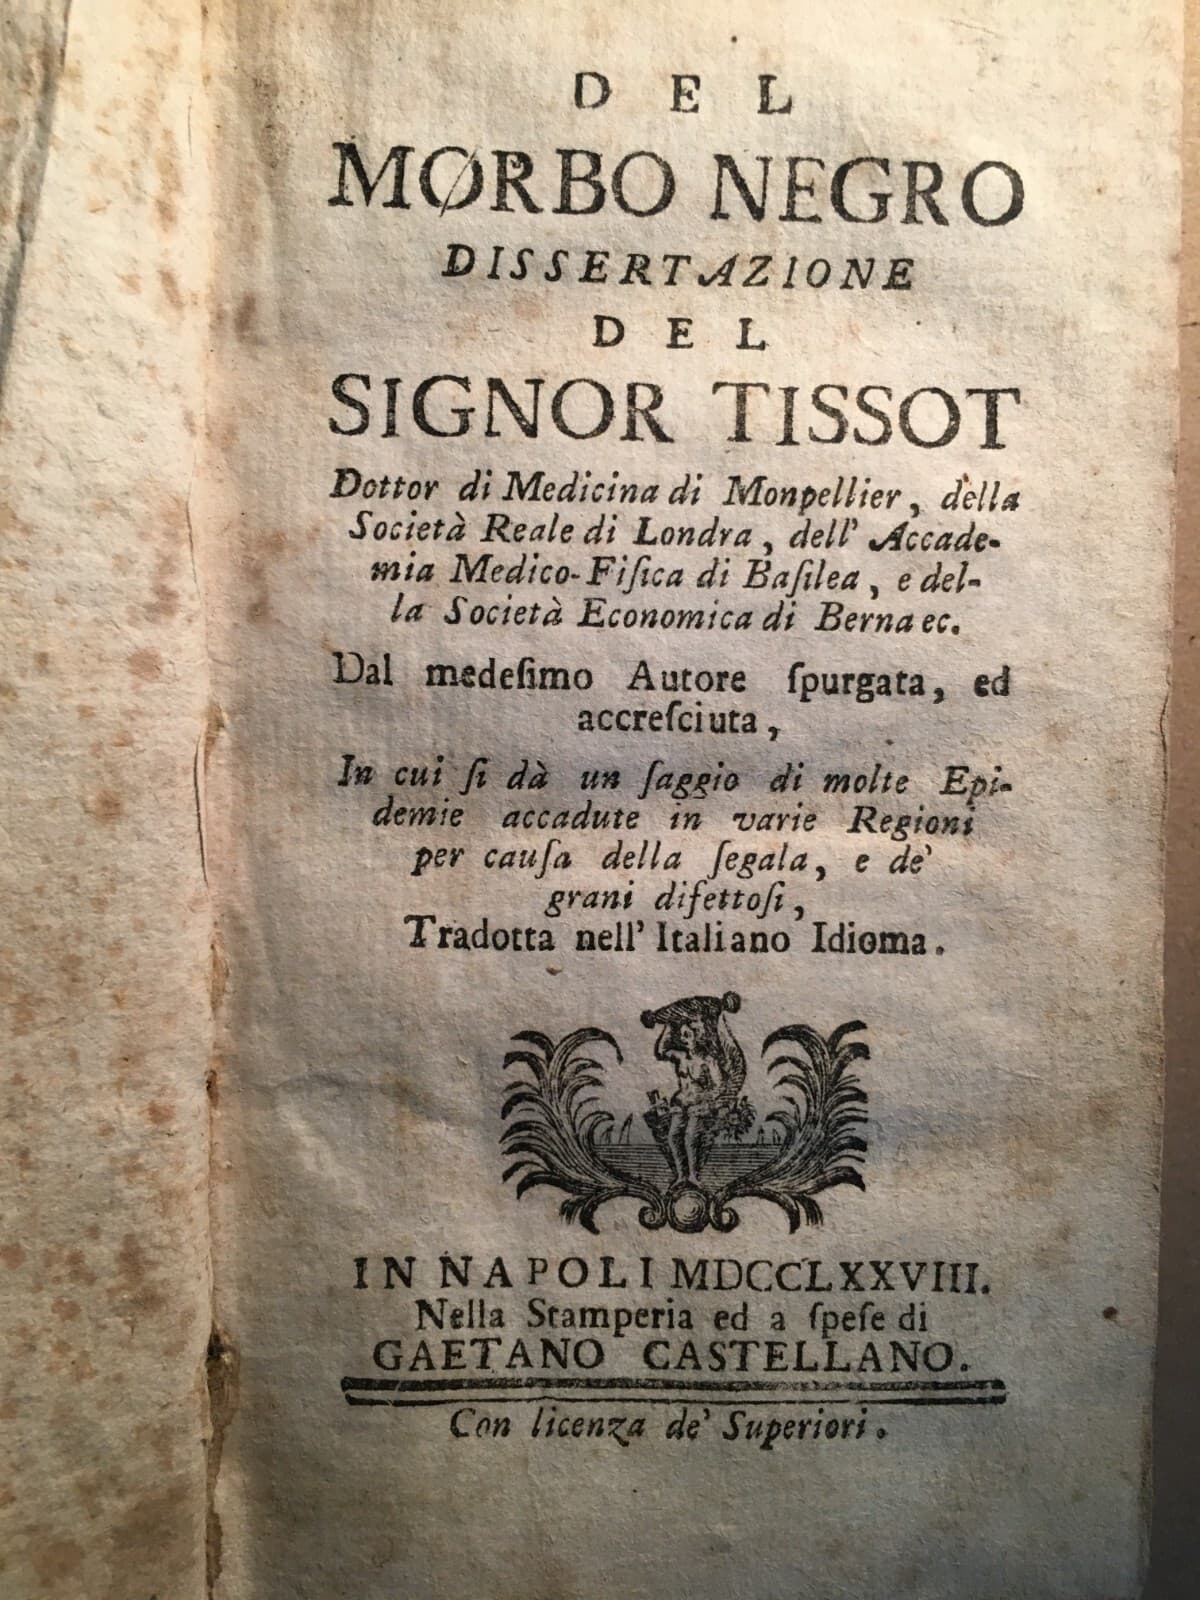 DEL
MORBO NEGRO
DISSERTAZIONE
DEL
SIGNOR TISSOT
Dottor di Medicina di Monpellier, della
Società Reale di Londra, dell' Accade-
mia Medico-Fiſica di Baſilea, e del-
la Società Economica di Berna ec.
Dal medeſimo Autore ſpurgata, ed
accreſciuta,
In cui ſi dà un ſaggio di molte Epi-
demie accadute in varie Regioni
per cauſa della ſegala, e de'
grani difettoſi,
Tradotta nell' Italiano Idioma.
IN NAPOLI MDCCLXXVIII.
Nella Stamperia ed a ſpeſe di
GAETANO CASTELLANO.
Con licenza de' Superiori.